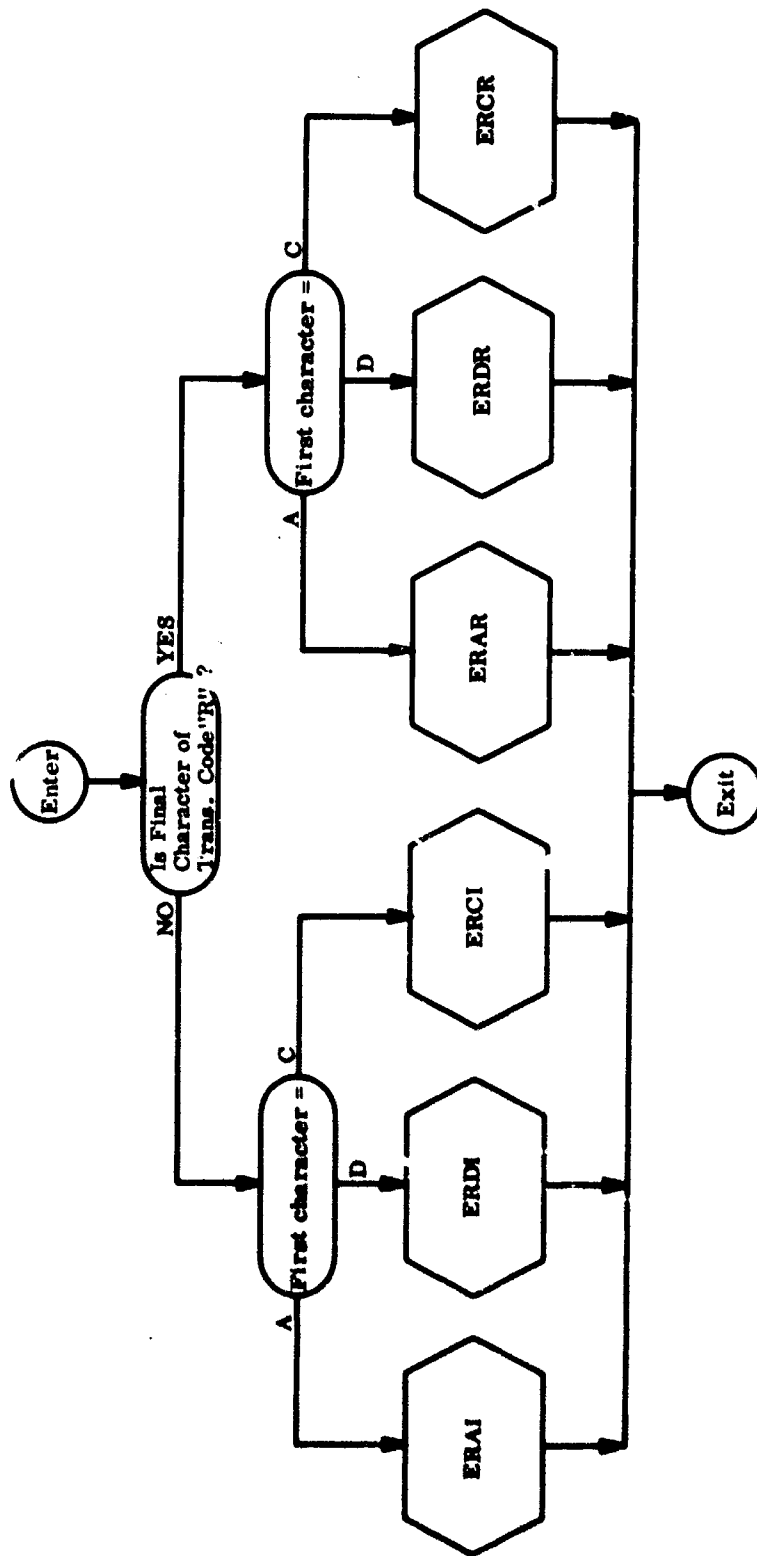 Enter
Is Final
Character of
Trans. Code "R" ?
NO
YES
First character =
A
D
C
First character =
A
D
C
ERAI
ERDI
ERCI
ERAR
ERDR
ERCR
Exit